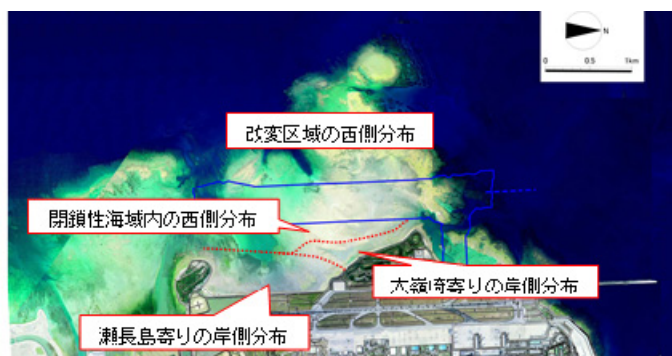 N
0 0.5 1km
改変区域の西側分布
閉鎖性海域内の西側分布
大嶺崎寄りの岸側分布
瀬長島寄りの岸側分布